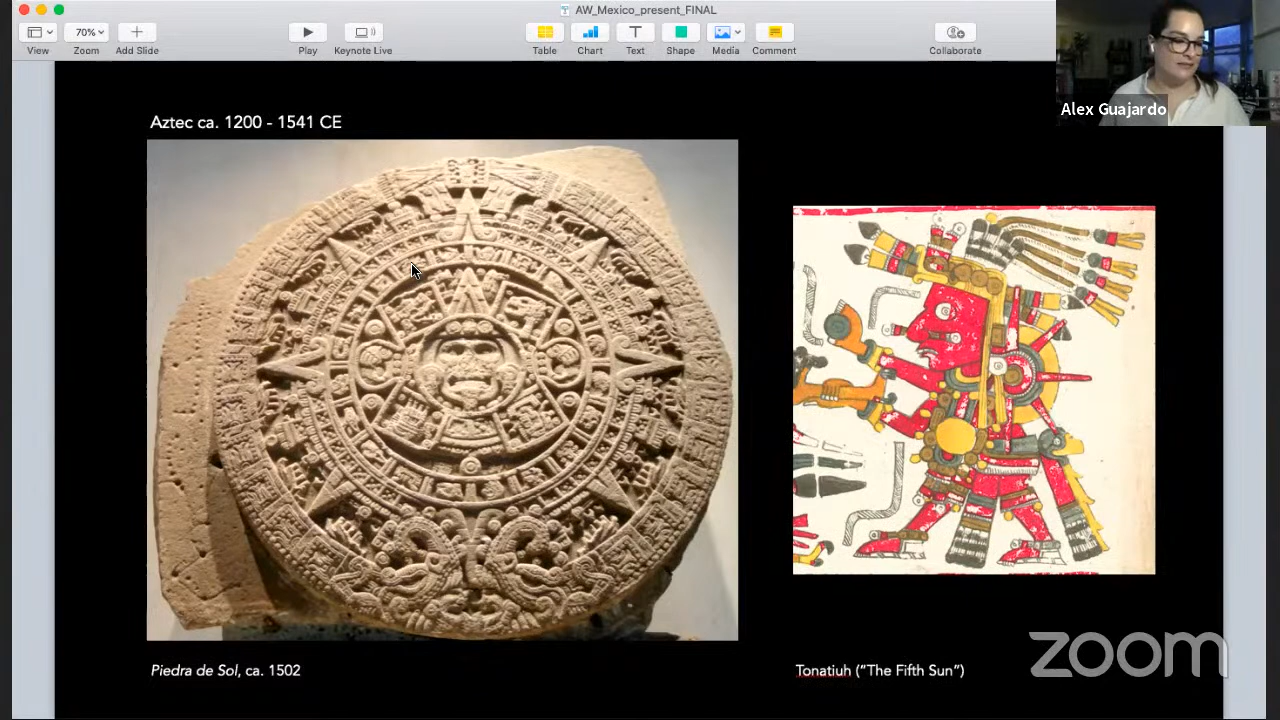 AW_Mexico_present_FINAL
70%
View
Zoom
Add Slide
Play
Keynote Live
Table
Chart
Text
Shape
Media
Comment
Collaborate
Alex Guajardo
Aztec ca. 1200 - 1541 CE
Piedra de Sol, ca. 1502
Tonatiuh (“The Fifth Sun”)
zoom